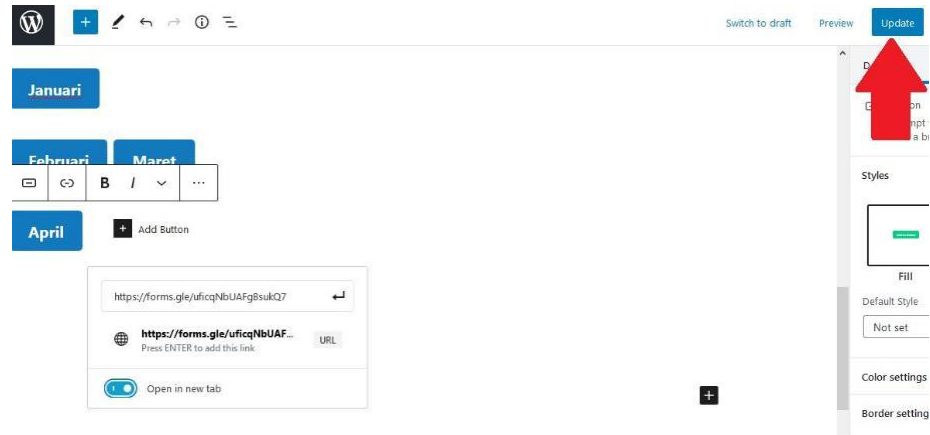 Switch to draft Preview Update
Januari
Februari Maret
B I
April Add Button
https://forms.gle/uficqNbUAFgBsukQ7
https://forms.gle/uficqNbUAF... URL
Press ENTER to add this link
Open in new tab
Styles
Fill
Default Style
Not set
Color settings
Border setting